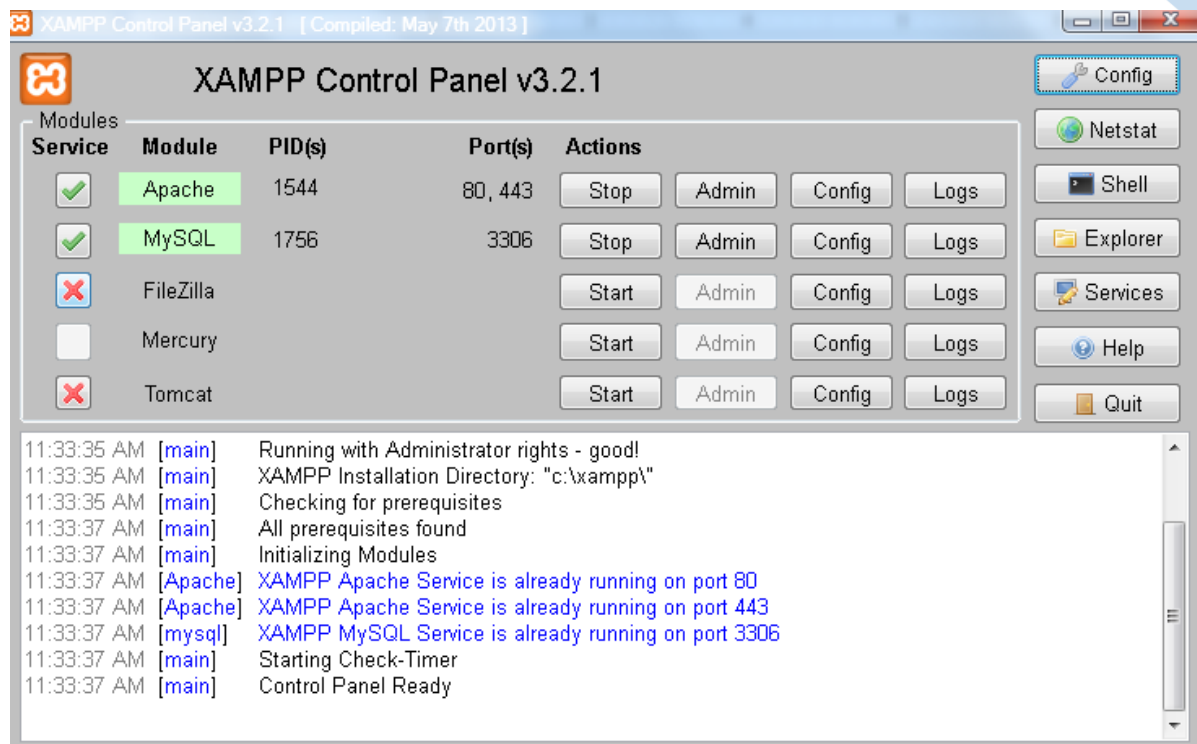 XAMPP Control Panel v3.2.1 [ Compiled: May 7th 2013 ]
XAMPP Control Panel v3.2.1
Config
Modules
Service Module PID(s) Port(s) Actions
Netstat
Apache 1544 80, 443 Stop Admin Config Logs
Shell
MySQL 1756 3306 Stop Admin Config Logs
Explorer
FileZilla Start Admin Config Logs
Services
Mercury Start Admin Config Logs
Help
Tomcat Start Admin Config Logs
Quit
11:33:35 AM [main] Running with Administrator rights - good!
11:33:35 AM [main] XAMPP Installation Directory: "c:\xampp\"
11:33:35 AM [main] Checking for prerequisites
11:33:37 AM [main] All prerequisites found
11:33:37 AM [main] Initializing Modules
11:33:37 AM [Apache] XAMPP Apache Service is already running on port 80
11:33:37 AM [Apache] XAMPP Apache Service is already running on port 443
11:33:37 AM [mysql] XAMPP MySQL Service is already running on port 3306
11:33:37 AM [main] Starting Check-Timer
11:33:37 AM [main] Control Panel Ready